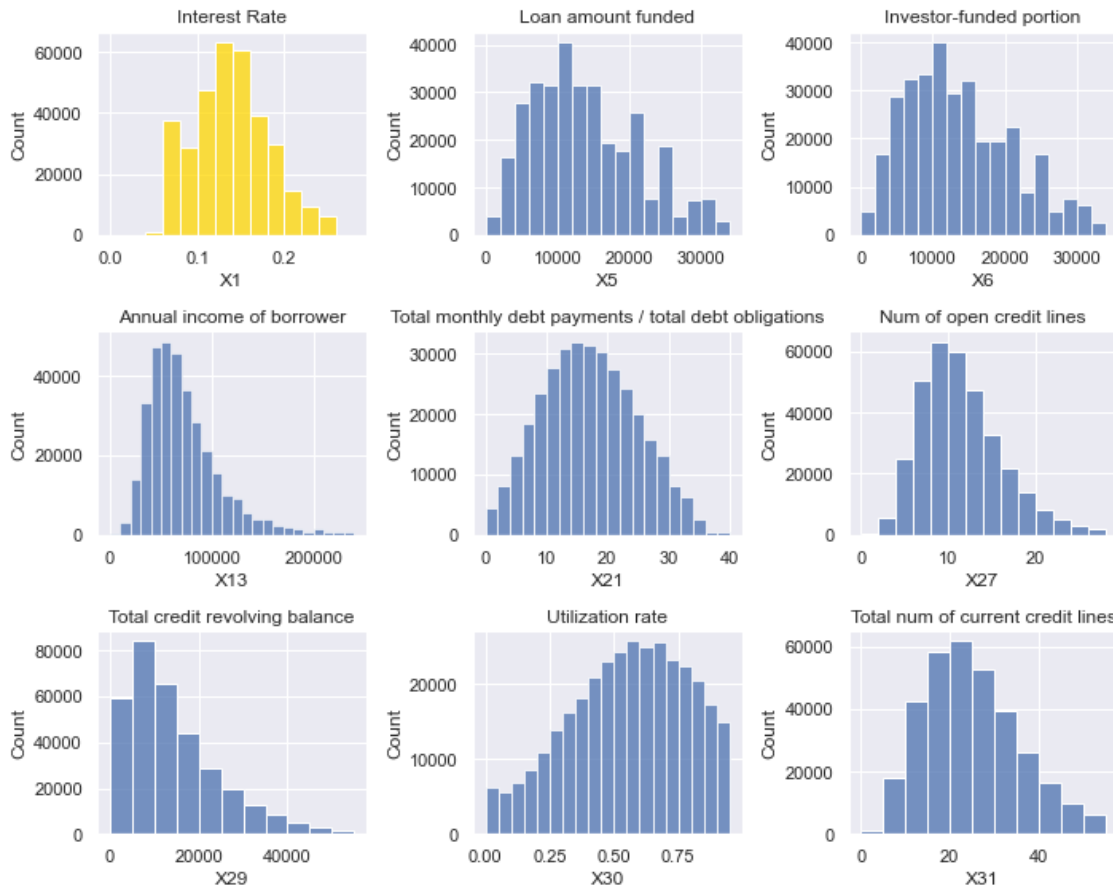 Interest Rate
Count
60000
40000
20000
0
0.0 0.1 0.2
X1
Loan amount funded
Count
40000
30000
20000
10000
0
0 10000 20000 30000
X5
Investor-funded portion
Count
40000
30000
20000
10000
0
0 10000 20000 30000
X6
Annual income of borrower
Count
40000
20000
0
0 100000 200000
X13
Total monthly debt payments / total debt obligations
Count
30000
20000
10000
0
0 10 20 30 40
X21
Num of open credit lines
Count
60000
40000
20000
0
0 10 20
X27
Total credit revolving balance
Count
80000
60000
40000
20000
0
0 20000 40000
X29
Utilization rate
Count
20000
10000
0
0.00 0.25 0.50 0.75
X30
Total num of current credit lines
Count
60000
40000
20000
0
0 20 40
X31